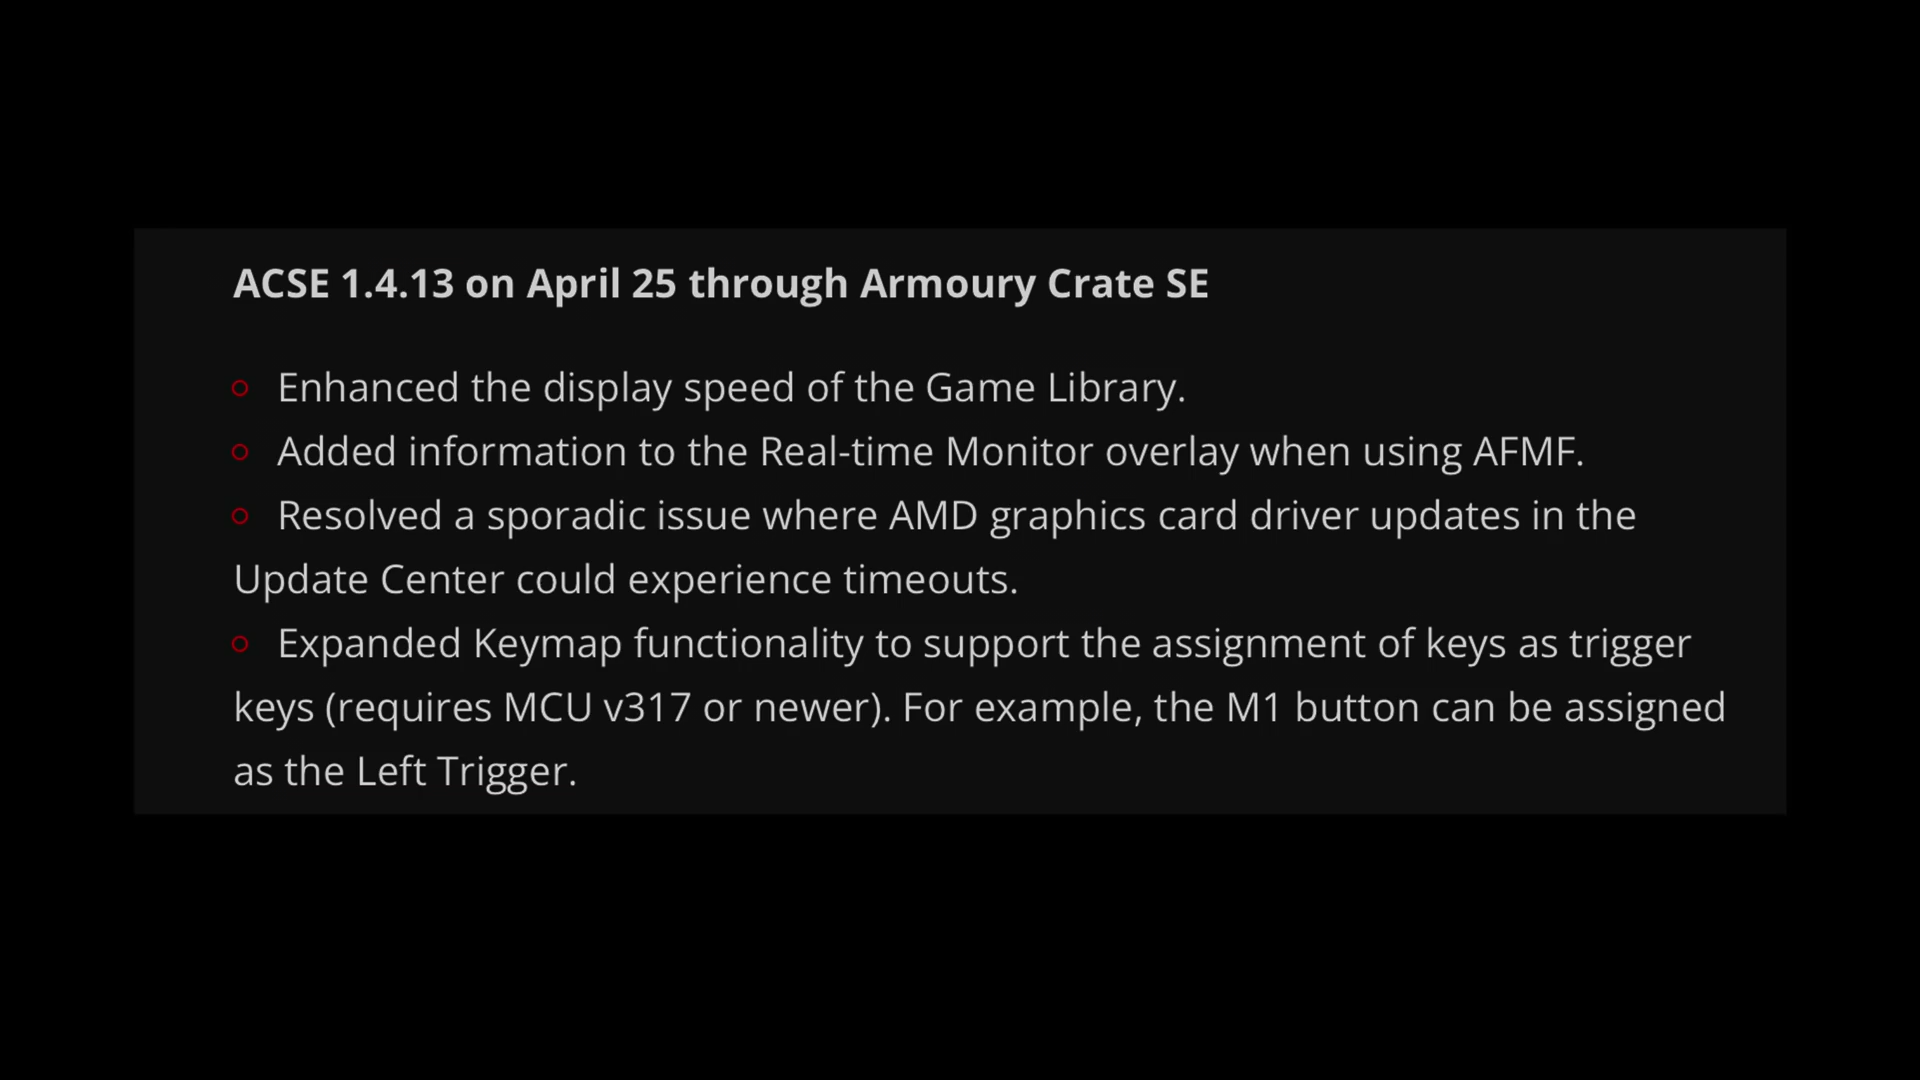 ACSE 1.4.13 on April 25 through Armoury Crate SE
Enhanced the display speed of the Game Library.
Added information to the Real-time Monitor overlay when using AFMF.
Resolved a sporadic issue where AMD graphics card driver updates in the
Update Center could experience timeouts.
Expanded Keymap functionality to support the assignment of keys as trigger
keys (requires MCU v317 or newer). For example, the M1 button can be assigned
as the Left Trigger.